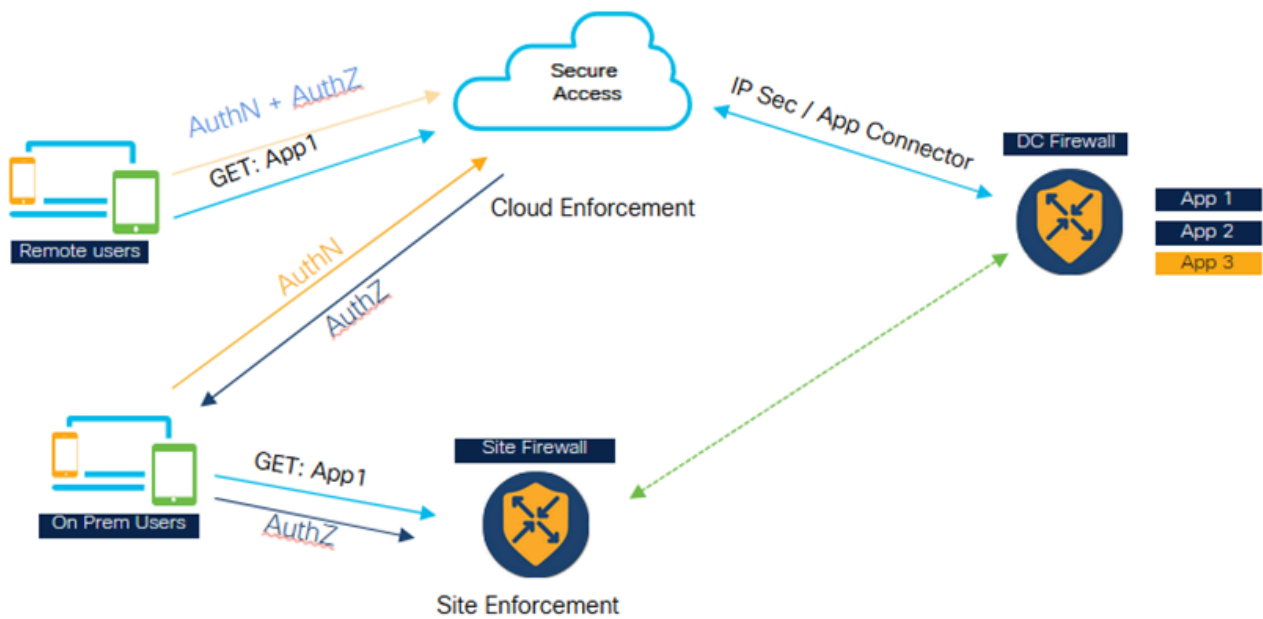 Secure
Access
AuthN + AuthZ
GET: App1
Remote users
IP Sec / App Connector
DC Firewall
App 1
App 2
App 3
Cloud Enforcement
AuthN
AuthZ
On Prem Users
GET: App1
AuthZ
Site Firewall
Site Enforcement